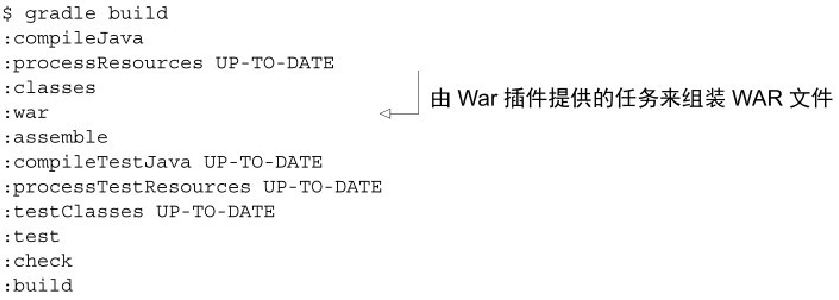 $ gradle build
:compileJava
:processResources UP-TO-DATE
:classes
:war
由 War 插件提供的任务来组装 WAR 文件
:assemble
:compileTestJava UP-TO-DATE
:processTestResources UP-TO-DATE
:testClasses UP-TO-DATE
:test
:check
:build